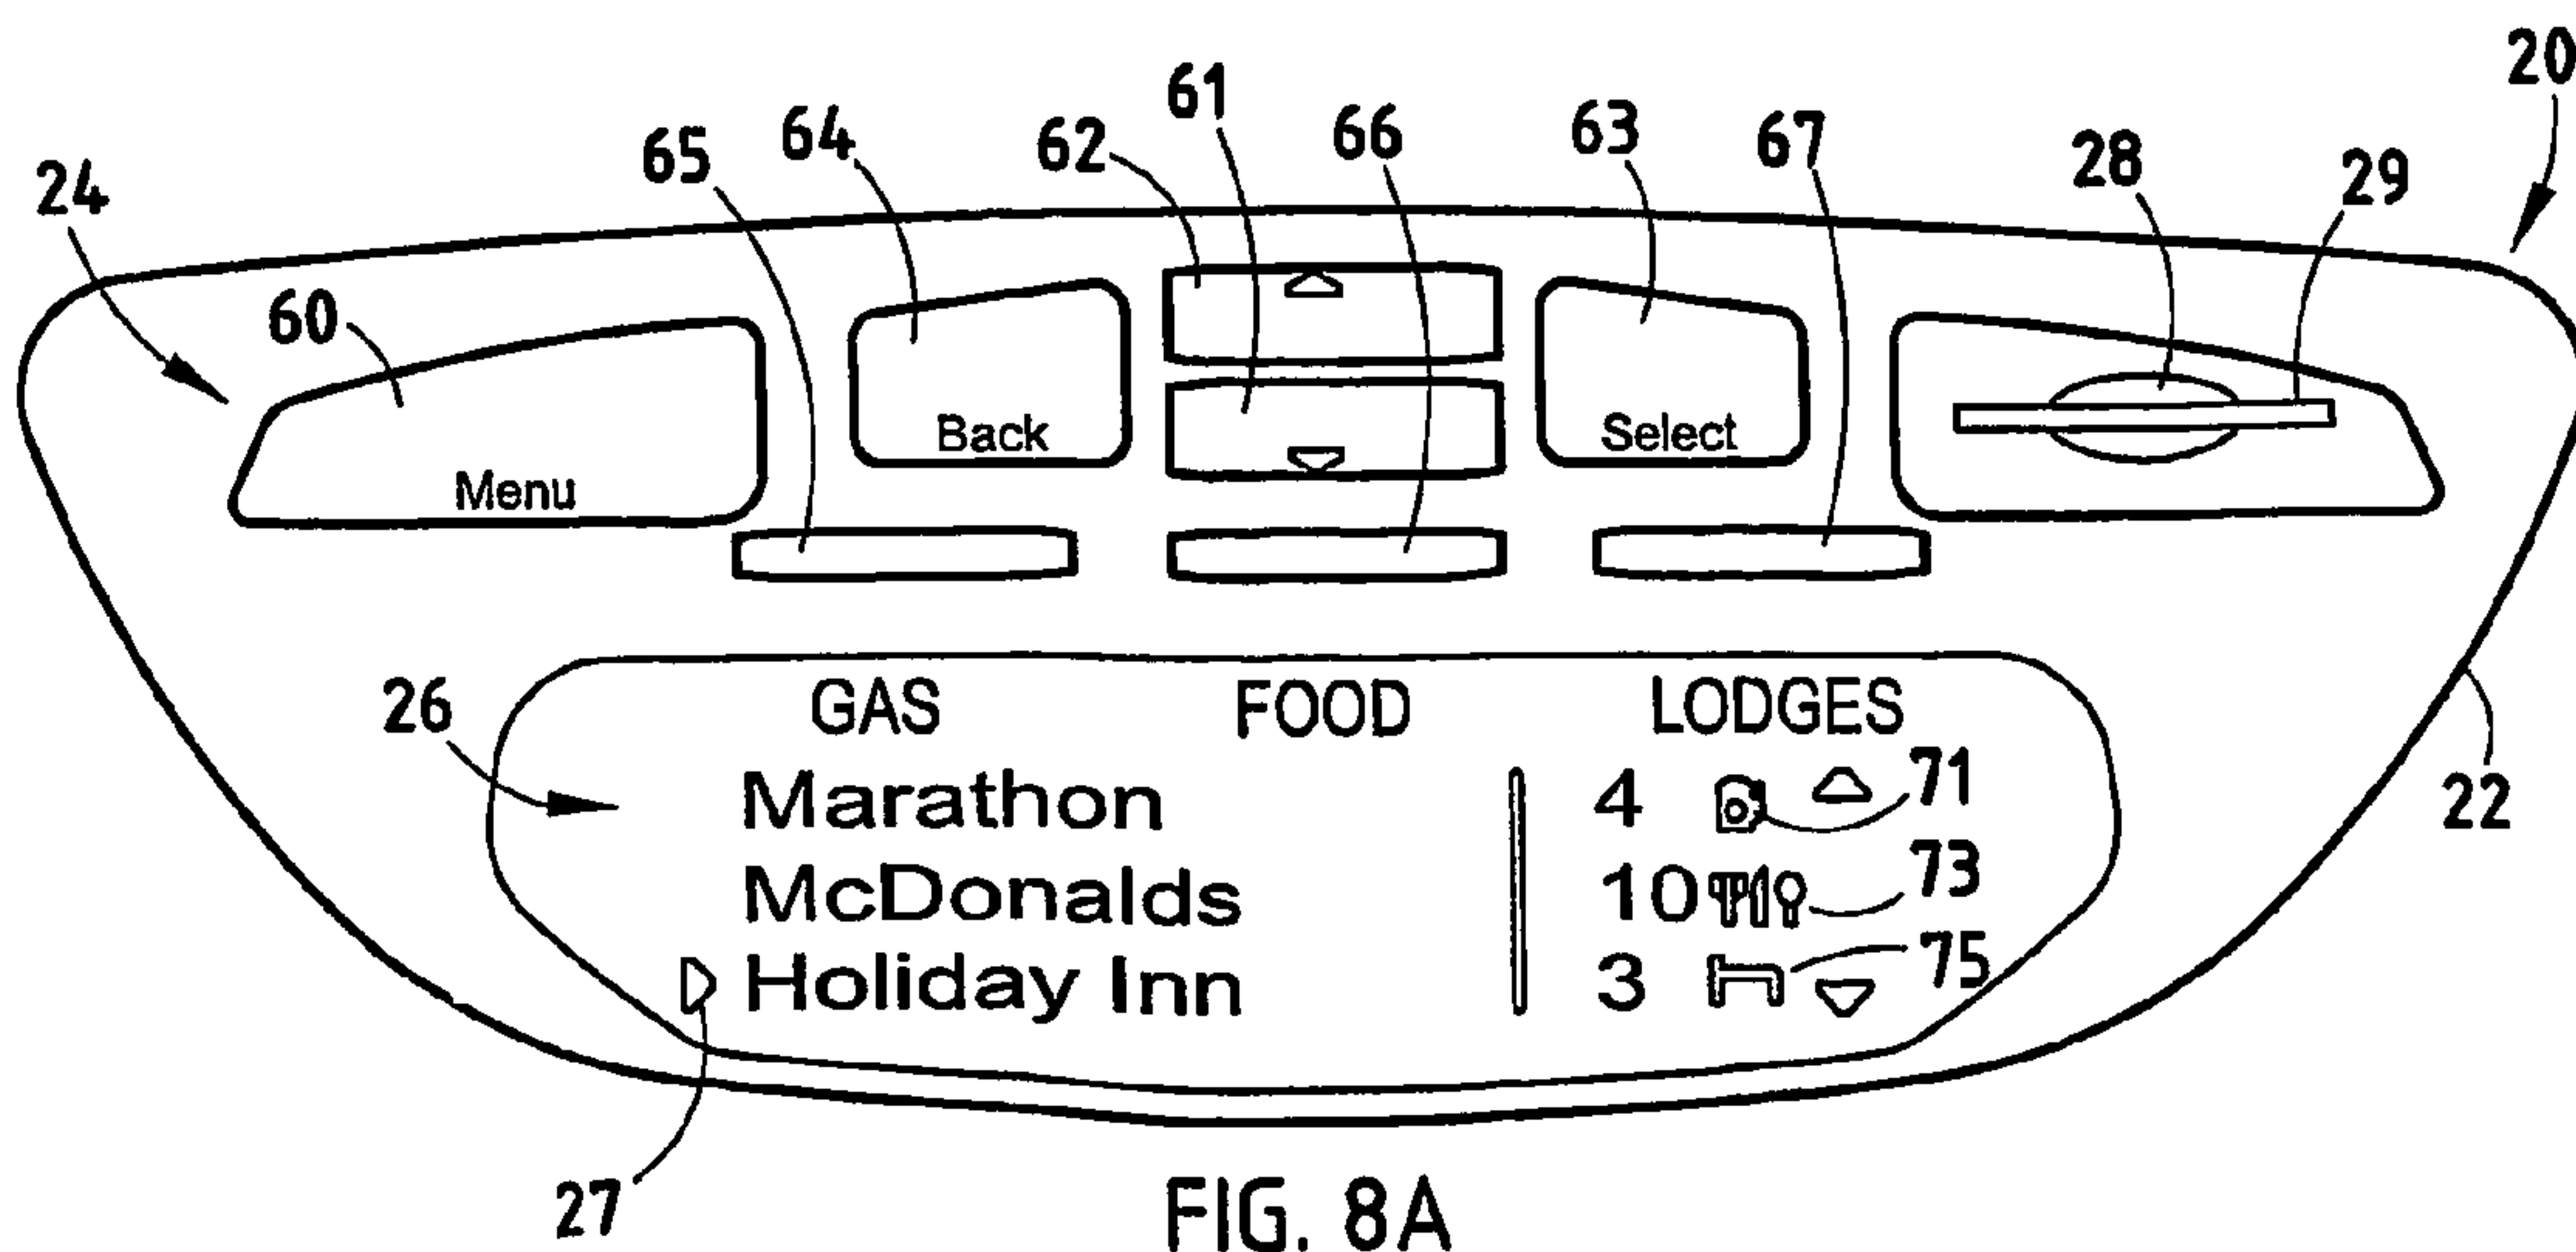 20
61
62 66 63 67 28 29
65 64
24
60
Back Select
Menu
26 GAS FOOD LODGES
Marathon 4 71
22
McDonalds 10 73
Holiday Inn 3 75
27
FIG. 8A